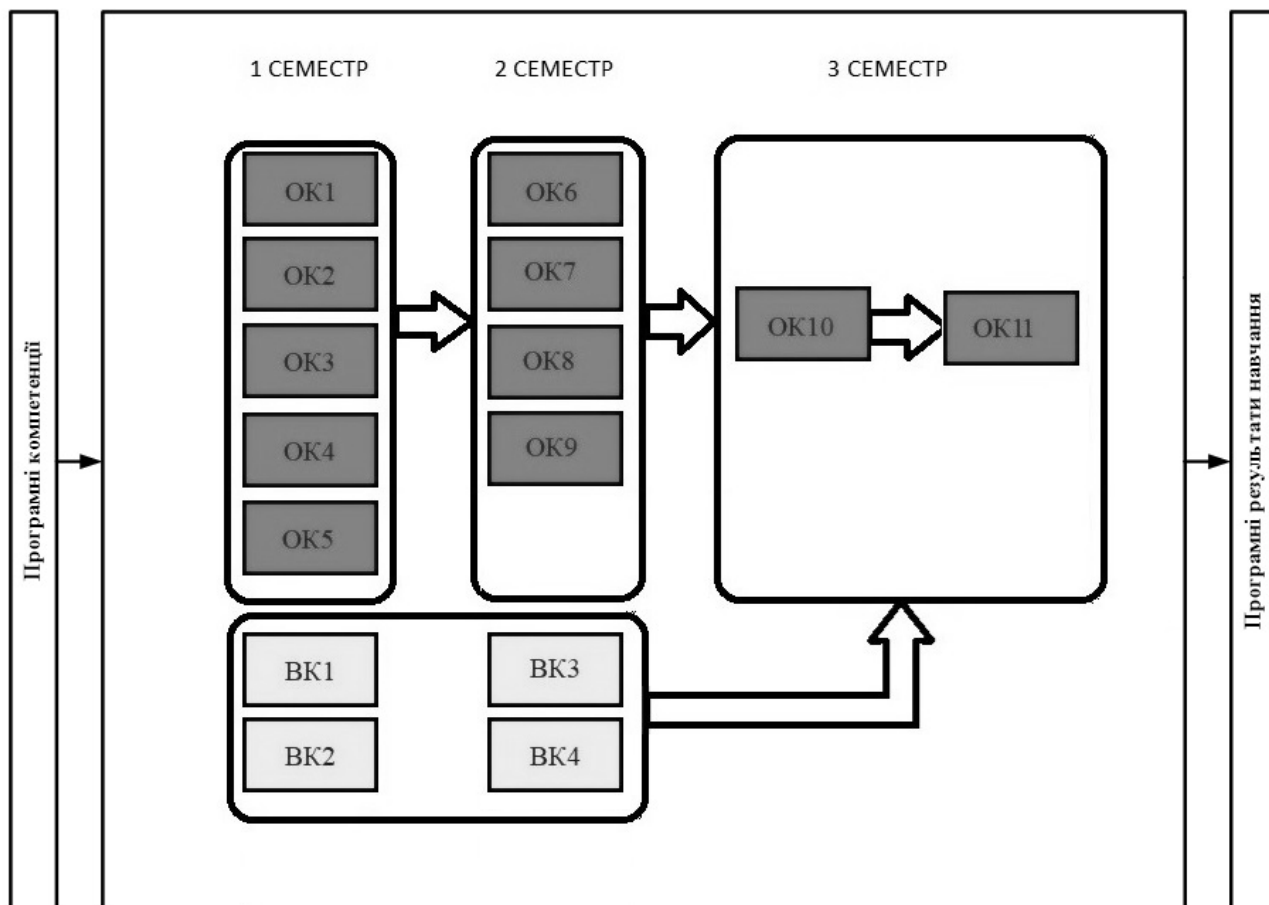 Програмні компетенції
1 СЕМЕСТР
2 СЕМЕСТР
3 СЕМЕСТР
ОК1
ОК2
ОК3
ОК4
ОК5
ОК6
ОК7
ОК8
ОК9
ОК10
ОК11
ВК1
ВК2
ВК3
ВК4
Програмні результати навчання